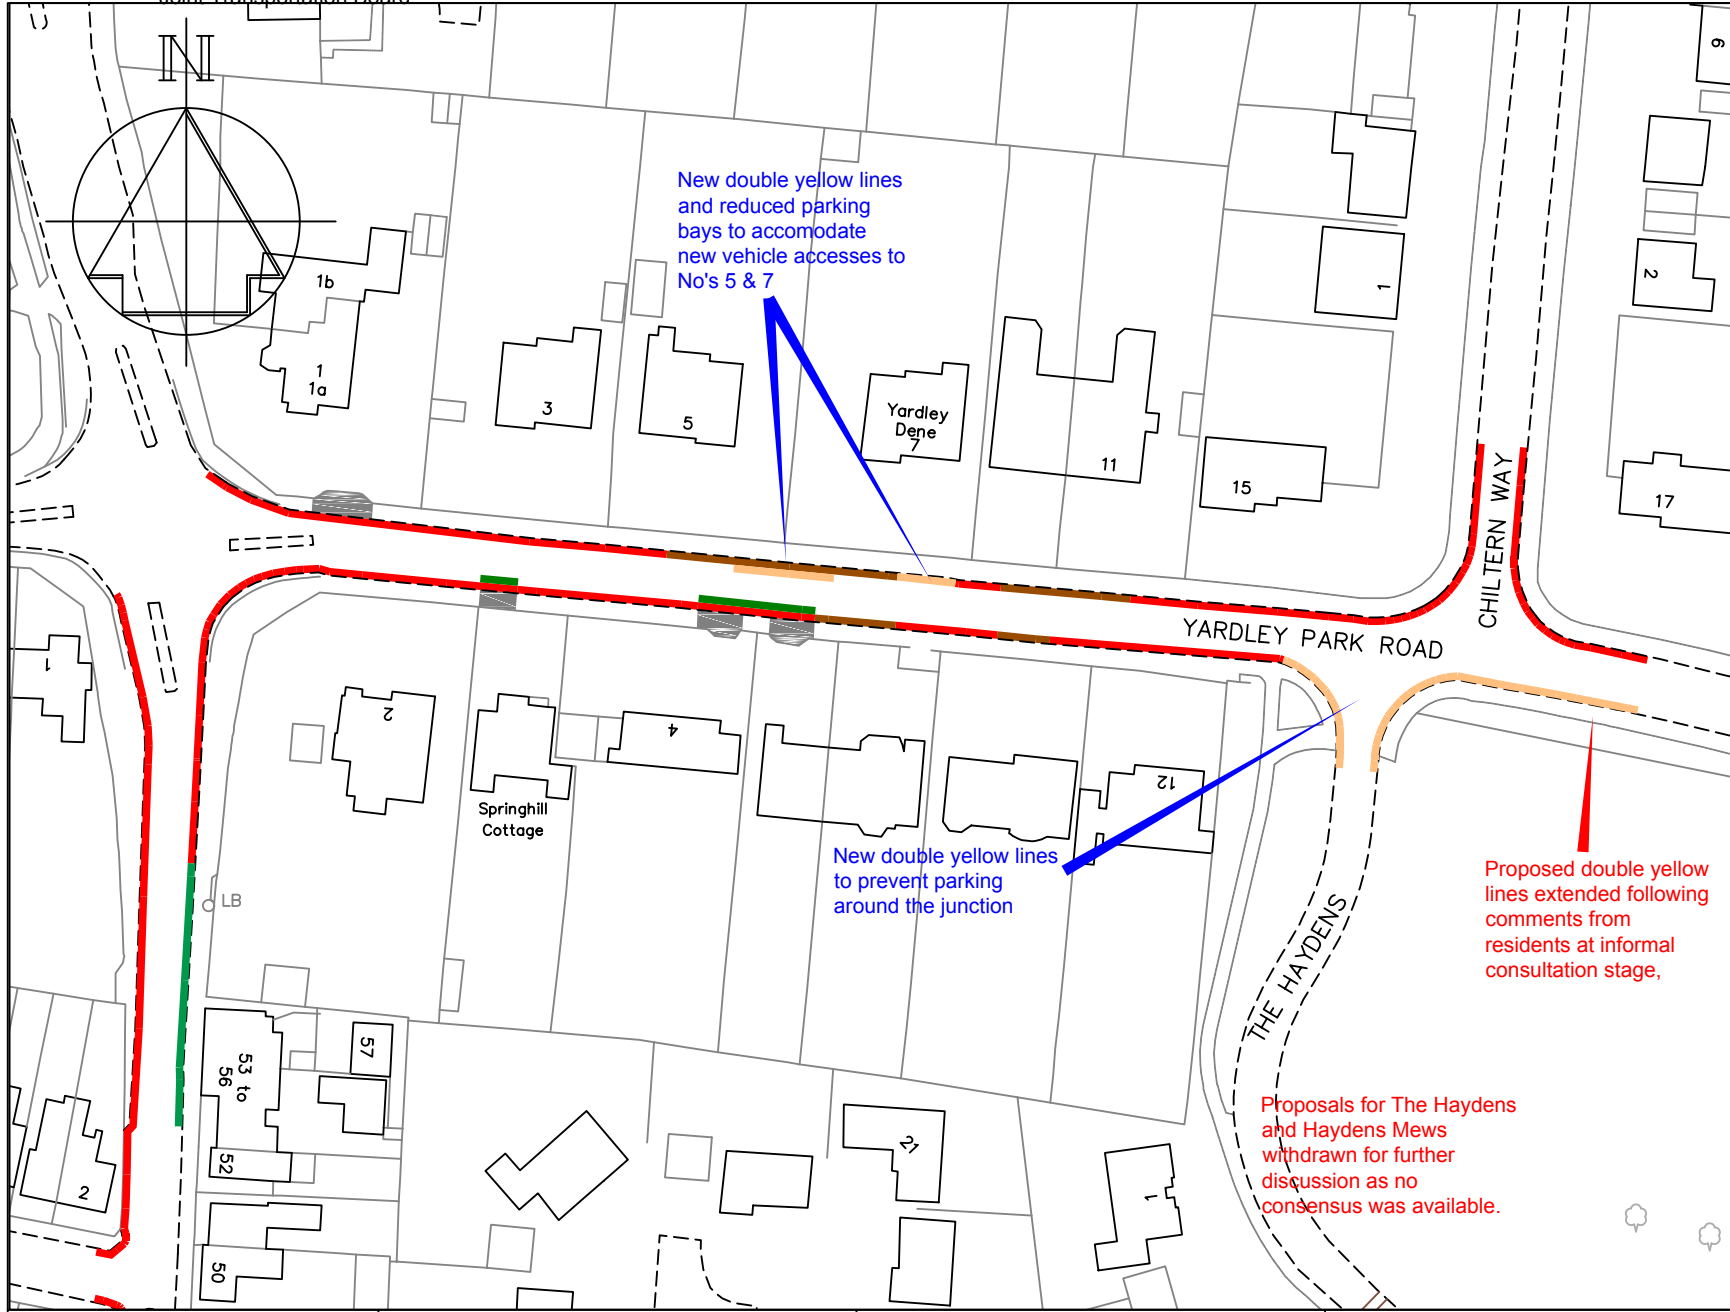 Joint Transportation Board
N
6
New double yellow lines
and reduced parking
bays to accomodate
new vehicle accesses to
No's 5 & 7
1b
1
1a
3
5
Yardley
Dene
7
11
15
1
2
17
CHILTERN WAY
YARDLEY PARK ROAD
1
2
Springhill
Cottage
4
12
New double yellow lines
to prevent parking
around the junction
LB
THE HAYDENS
Proposed double yellow
lines extended following
comments from
residents at informal
consultation stage,
53 to
56
57
52
50
2
21
1
Proposals for The Haydens
and Haydens Mews
withdrawn for further
discussion as no
consensus was available.